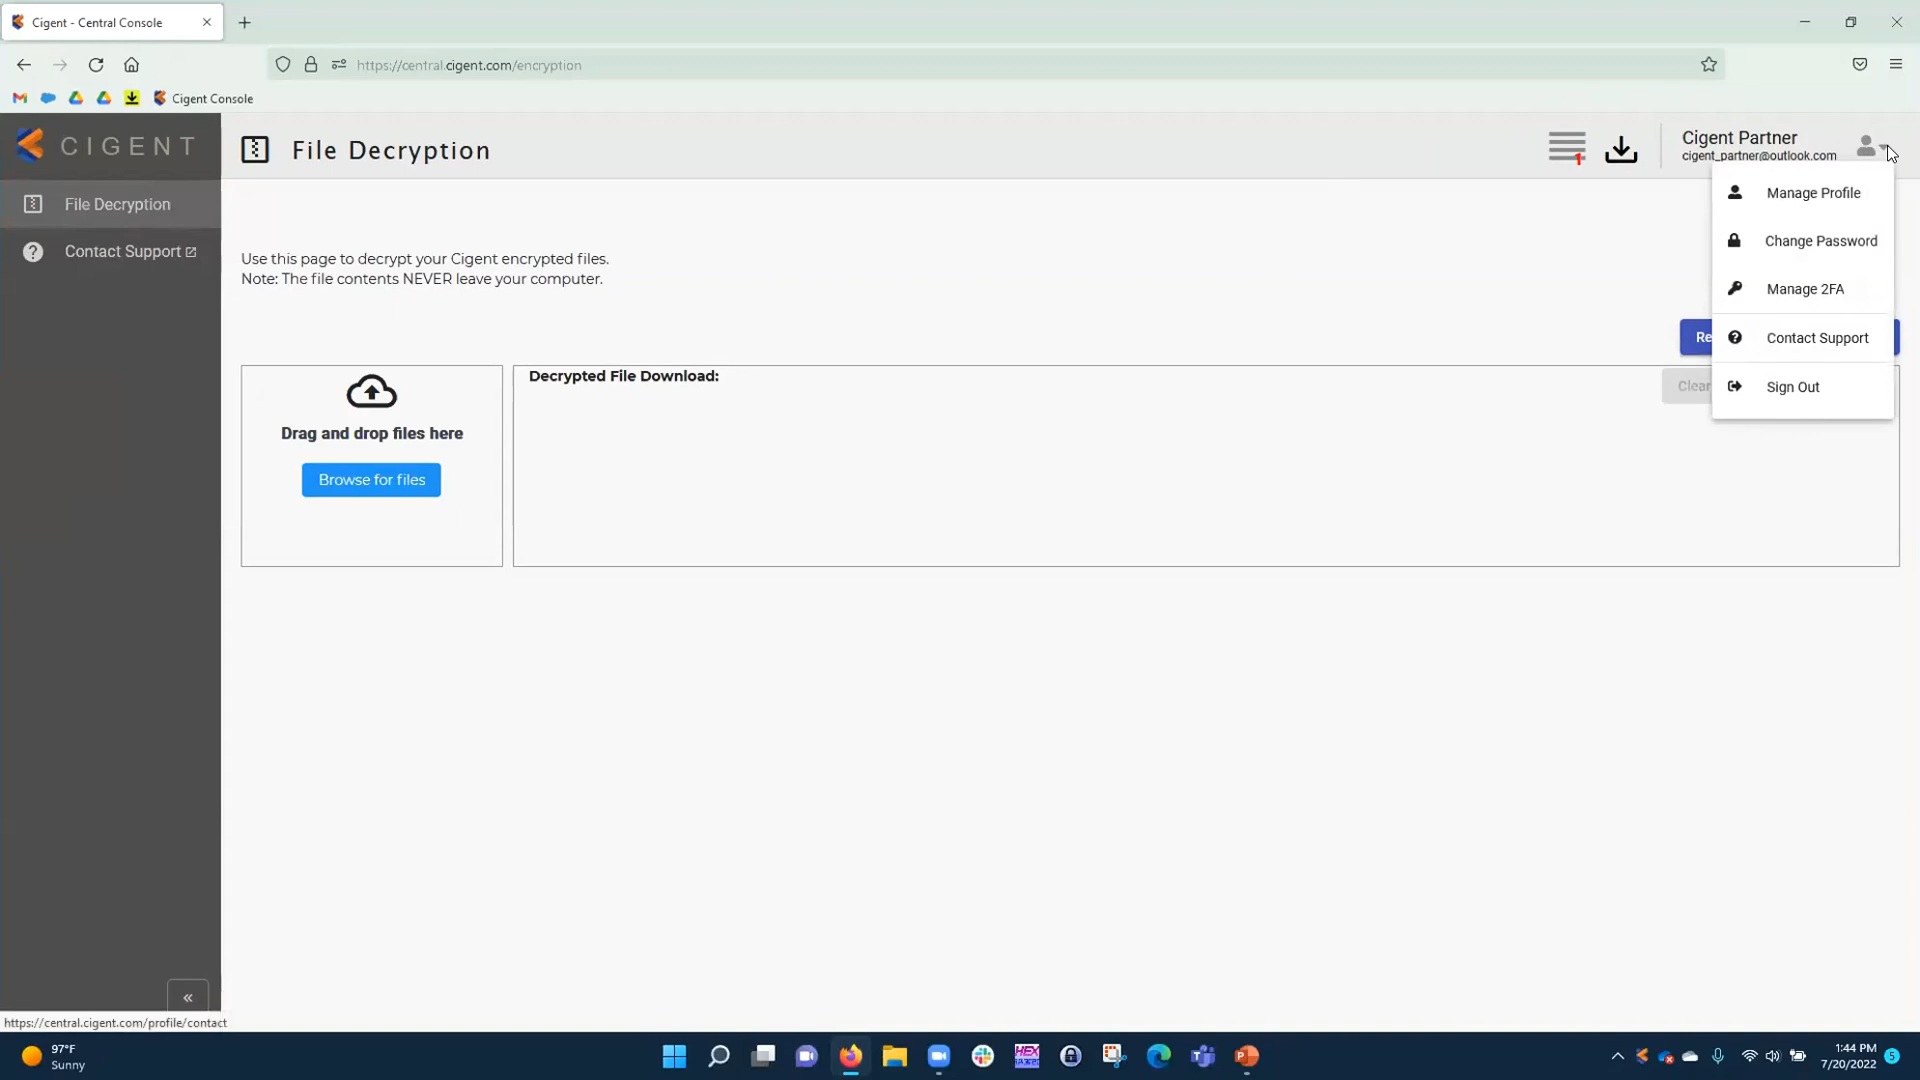 Cigent - Central Console
https://central.cigent.com/encryption
Cigent Console
CIGENT
File Decryption
1
Cigent Partner
cigent_partner@outlook.com
File Decryption
Contact Support
Manage Profile
Change Password
Manage 2FA
Contact Support
Sign Out
Use this page to decrypt your Cigent encrypted files.
Note: The file contents NEVER leave your computer.
Re
Drag and drop files here
Browse for files
Decrypted File Download:
Clear
«
https://central.cigent.com/profile/contact
97°F
Sunny
HEX
P
1:44 PM
7/20/2022
5